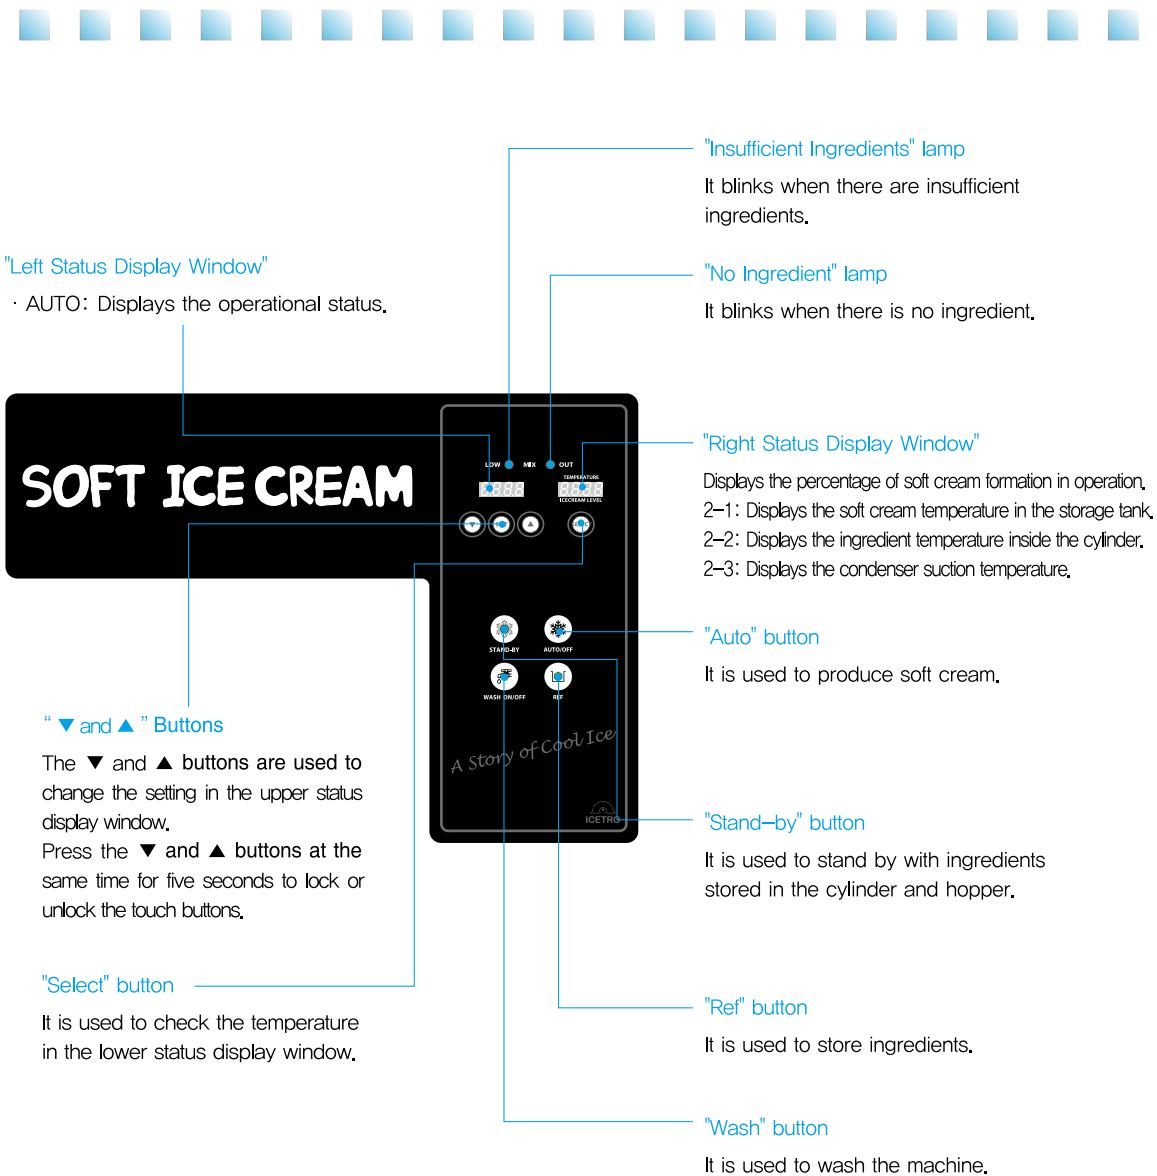 "Insufficient Ingredients" lamp
It blinks when there are insufficient
ingredients.
"Left Status Display Window"
· AUTO: Displays the operational status.
"No Ingredient" lamp
It blinks when there is no ingredient.
SOFT ICE CREAM
LOW MIX OUT
TEMPERATURE
ICECREAM LEVEL
"Right Status Display Window"
Displays the percentage of soft cream formation in operation.
2-1: Displays the soft cream temperature in the storage tank.
2-2: Displays the ingredient temperature inside the cylinder.
2-3: Displays the condenser suction temperature.
▼ ▲
STAND-BY AUTO/OFF
WASH ON/OFF REF
A Story of Cool Ice
ICETRO
"Auto" button
It is used to produce soft cream.
“ ▼ and ▲ ” Buttons
The ▼ and ▲ buttons are used to
change the setting in the upper status
display window.
Press the ▼ and ▲ buttons at the
same time for five seconds to lock or
unlock the touch buttons.
"Stand-by" button
It is used to stand by with ingredients
stored in the cylinder and hopper.
"Select" button
It is used to check the temperature
in the lower status display window.
"Ref" button
It is used to store ingredients.
"Wash" button
It is used to wash the machine.